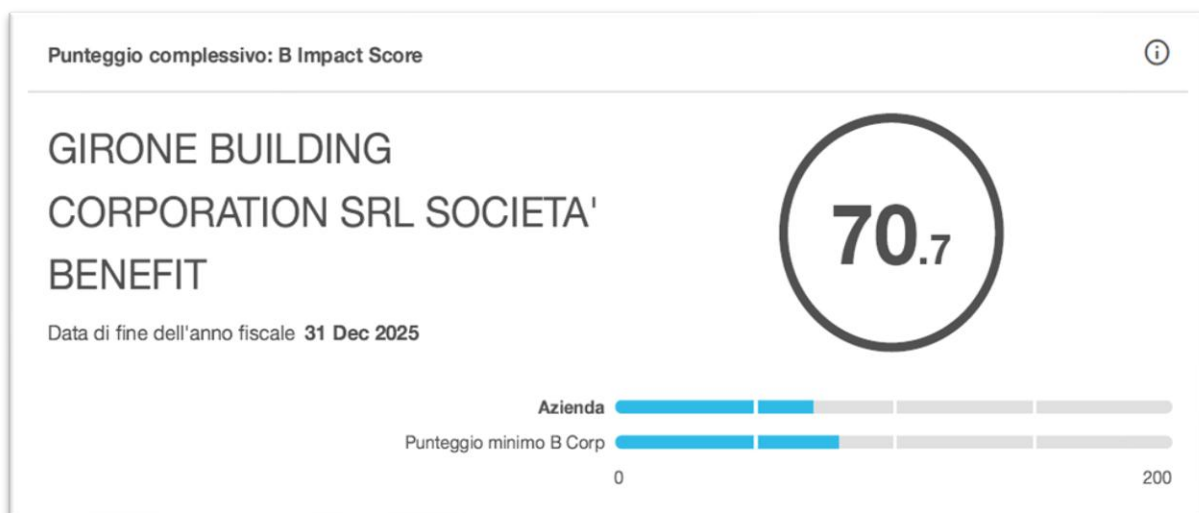 Punteggio complessivo: B Impact Score
GIRONE BUILDING
CORPORATION SRL SOCIETA'
BENEFIT
Data di fine dell'anno fiscale 31 Dec 2025
70.7
Azienda
Punteggio minimo B Corp
0 200